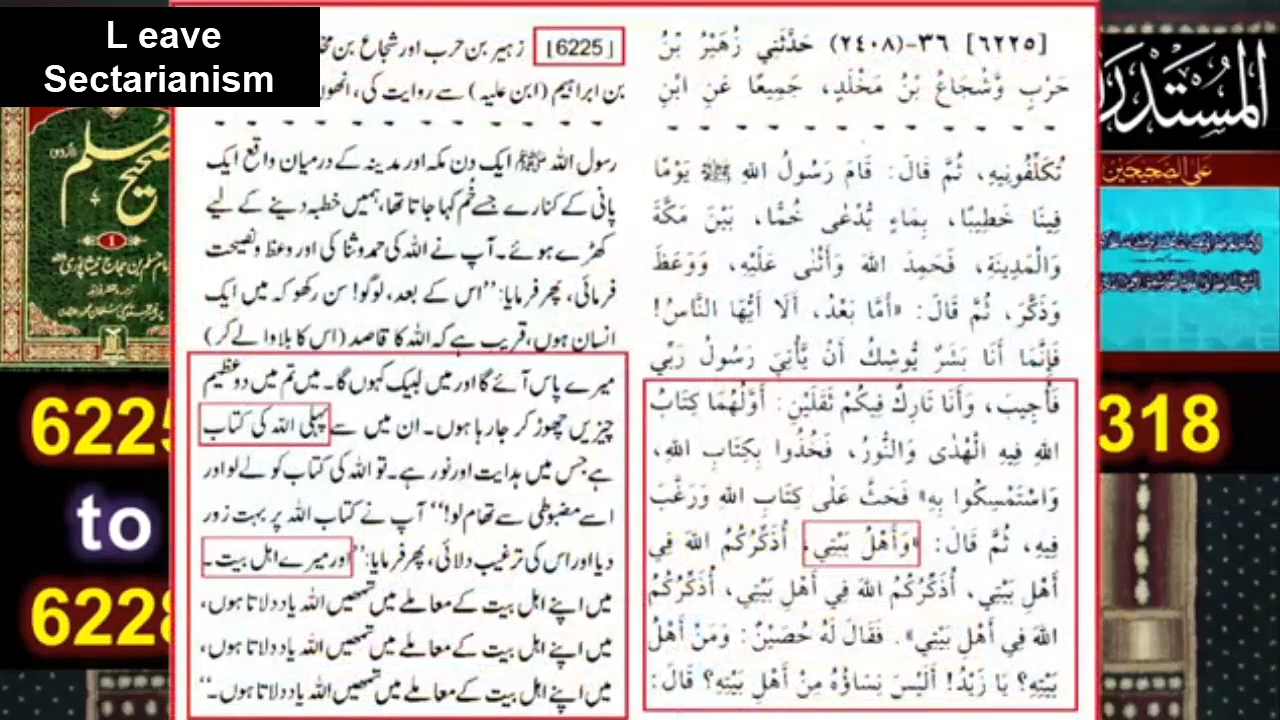 L eave
Sectarianism
[6225] زہیر بن حرب اور شجاع بن
بن ابراہیم (ابن علیہ) سے روایت کی،
رسول اللہ ﷺ ایک دن مکہ اور مدینہ کے درمیان واقع ایک
پانی کے کنارے جسے خُم کہا جاتا تھا، ہمیں خطبہ دینے کے لیے
کھڑے ہوئے۔ آپ نے اللہ کی حمد و ثنا کی اور وعظ و نصیحت
فرمائی، پھر فرمایا: ”اس کے بعد، لوگو! سن رکھو کہ میں ایک
انسان ہوں، قریب ہے کہ اللہ کا قاصد (اس کا بلاوا لے کر)
میرے پاس آئے گا اور میں لبیک کہوں گا۔ میں تم میں دو عظیم
چیزیں چھوڑ کر جا رہا ہوں۔ ان میں سے پہلی اللہ کی کتاب
ہے جس میں ہدایت اور نور ہے۔ تو اللہ کی کتاب کو لے لو اور
اسے مضبوطی سے تھام لو!“ آپ نے کتاب اللہ پر بہت زور
دیا اور اس کی ترغیب دلائی، پھر فرمایا: ”اور میرے اہل بیت۔
میں اپنے اہل بیت کے معاملے میں تمھیں اللہ یاد دلاتا ہوں،
میں اپنے اہل بیت کے معاملے میں تمھیں اللہ یاد دلاتا ہوں،
میں اپنے اہل بیت کے معاملے میں تمھیں اللہ یاد دلاتا ہوں۔“
[٦٢٢٥] ٣٦-(٢٤٠٨) حَدَّثَنِي زُهَيْرُ بْنُ
حَرْبٍ وَّشُجَاعُ بْنُ مَخْلَدٍ، جَمِيعًا عَنِ ابْنِ
تُكَلِّفُونِيهِ، ثُمَّ قَالَ: قَامَ رَسُولُ اللهِ ﷺ يَوْمًا
فِينَا خَطِيبًا، بِمَاءٍ يُّدْعٰى خُمًّا، بَيْنَ مَكَّةَ
وَالْمَدِينَةِ، فَحَمِدَ اللهَ وَأَثْنٰى عَلَيْهِ، وَوَعَظَ
وَذَكَّرَ، ثُمَّ قَالَ: «أَمَّا بَعْدُ، أَلَا أَيُّهَا النَّاسُ!
فَإِنَّمَا أَنَا بَشَرٌ يُّوشِكُ أَنْ يَّأْتِيَ رَسُولُ رَبِّي
فَأُجِيبَ، وَأَنَا تَارِكٌ فِيكُمْ ثَقَلَيْنِ: أَوَّلُهُمَا كِتَابُ
اللهِ فِيهِ الْهُدٰى وَالنُّورُ، فَخُذُوا بِكِتَابِ اللهِ،
وَاسْتَمْسِكُوا بِهِ» فَحَثَّ عَلٰى كِتَابِ اللهِ وَرَغَّبَ
فِيهِ، ثُمَّ قَالَ: «وَأَهْلُ بَيْتِي، أُذَكِّرُكُمُ اللهَ فِي
أَهْلِ بَيْتِي، أُذَكِّرُكُمُ اللهَ فِي أَهْلِ بَيْتِي، أُذَكِّرُكُمُ
اللهَ فِي أَهْلِ بَيْتِي». فَقَالَ لَهُ حُصَيْنٌ: وَمَنْ أَهْلُ
بَيْتِهِ؟ يَا زَيْدُ! أَلَيْسَ نِسَاؤُهُ مِنْ أَهْلِ بَيْتِهِ؟ قَالَ:
صحیح مسلم
6225
to
6228
المستدرك
على الصحيحين
318